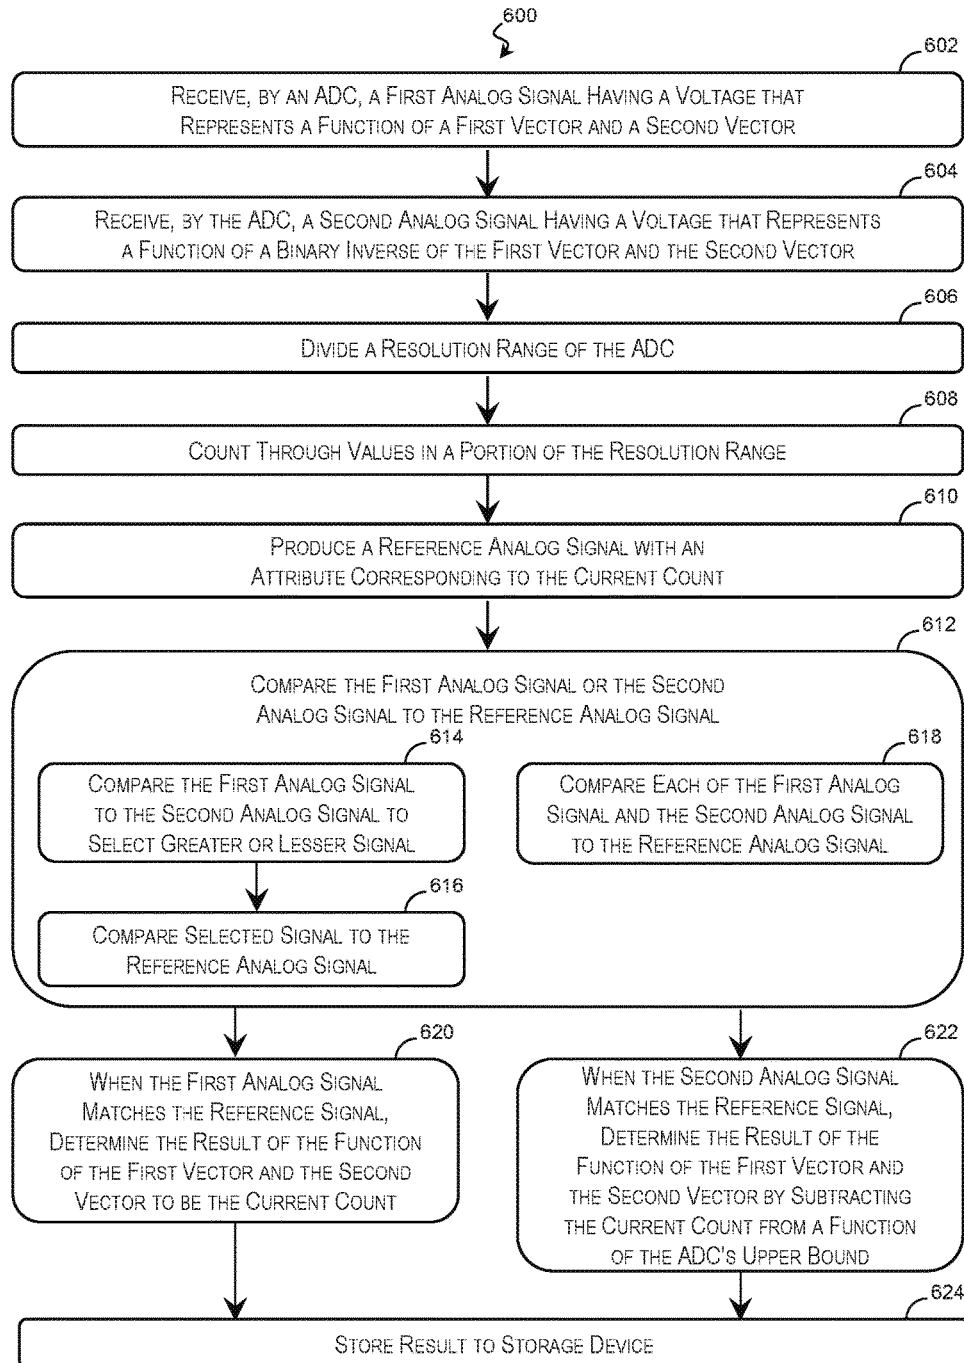 600
602
RECEIVE, BY AN ADC, A FIRST ANALOG SIGNAL HAVING A VOLTAGE THAT
REPRESENTS A FUNCTION OF A FIRST VECTOR AND A SECOND VECTOR
604
RECEIVE, BY THE ADC, A SECOND ANALOG SIGNAL HAVING A VOLTAGE THAT REPRESENTS
A FUNCTION OF A BINARY INVERSE OF THE FIRST VECTOR AND THE SECOND VECTOR
606
DIVIDE A RESOLUTION RANGE OF THE ADC
608
COUNT THROUGH VALUES IN A PORTION OF THE RESOLUTION RANGE
610
PRODUCE A REFERENCE ANALOG SIGNAL WITH AN
ATTRIBUTE CORRESPONDING TO THE CURRENT COUNT
612
COMPARE THE FIRST ANALOG SIGNAL OR THE SECOND
ANALOG SIGNAL TO THE REFERENCE ANALOG SIGNAL
614
COMPARE THE FIRST ANALOG SIGNAL
TO THE SECOND ANALOG SIGNAL TO
SELECT GREATER OR LESSER SIGNAL
616
COMPARE SELECTED SIGNAL TO THE
REFERENCE ANALOG SIGNAL
618
COMPARE EACH OF THE FIRST ANALOG
SIGNAL AND THE SECOND ANALOG SIGNAL
TO THE REFERENCE ANALOG SIGNAL
620
WHEN THE FIRST ANALOG SIGNAL
MATCHES THE REFERENCE SIGNAL,
DETERMINE THE RESULT OF THE FUNCTION
OF THE FIRST VECTOR AND THE SECOND
VECTOR TO BE THE CURRENT COUNT
622
WHEN THE SECOND ANALOG SIGNAL
MATCHES THE REFERENCE SIGNAL,
DETERMINE THE RESULT OF THE
FUNCTION OF THE FIRST VECTOR AND
THE SECOND VECTOR BY SUBTRACTING
THE CURRENT COUNT FROM A FUNCTION
OF THE ADC'S UPPER BOUND
624
STORE RESULT TO STORAGE DEVICE